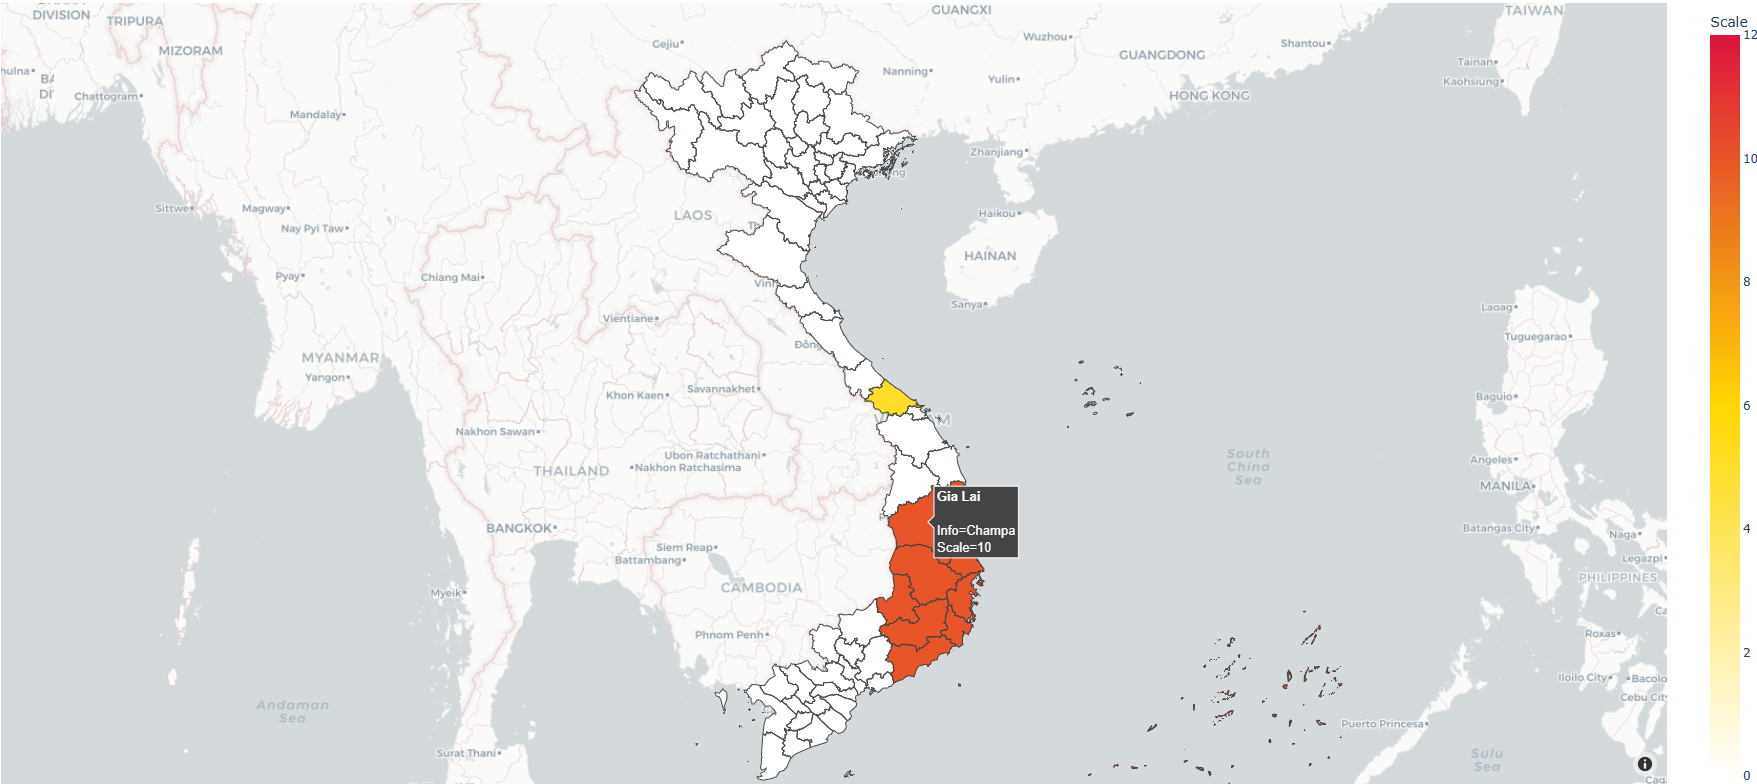 DIVISION
TRIPURA
MIZORAM
Chattogram
Mandalay
Sittwe
Magway
Nay Pyi Taw
Pyay
Chiang Mai
MYANMAR
Yangon
LAOS
Vientiane
Khon Kaen
Savannakhet
Nakhon Sawan
Ubon Ratchathani
THAILAND
Nakhon Ratchasima
BANGKOK
Siem Reap
Battambang
CAMBODIA
Myeik
Phnom Penh
Andaman
Sea
Surat Thani
Gejiu
GUANGXI
Wuzhou
Nanning
Yulin
GUANGDONG
Shantou
HONG KONG
TAIWAN
Tainan
Kaohsiung
Zhanjiang
Haikou
HAINAN
Sanya
South
China
Sea
Laoag
Tuguegarao
Baguio
Angeles
MANILA
Batangas City
Naga
Legazpi
PHILIPPINES
Roxas
Iloilo City
Bacolo
Cebu City
Puerto Princesa
Sulu
Sea
Gia Lai
Info=Champa
Scale=10
Scale
12
10
8
6
4
2
0